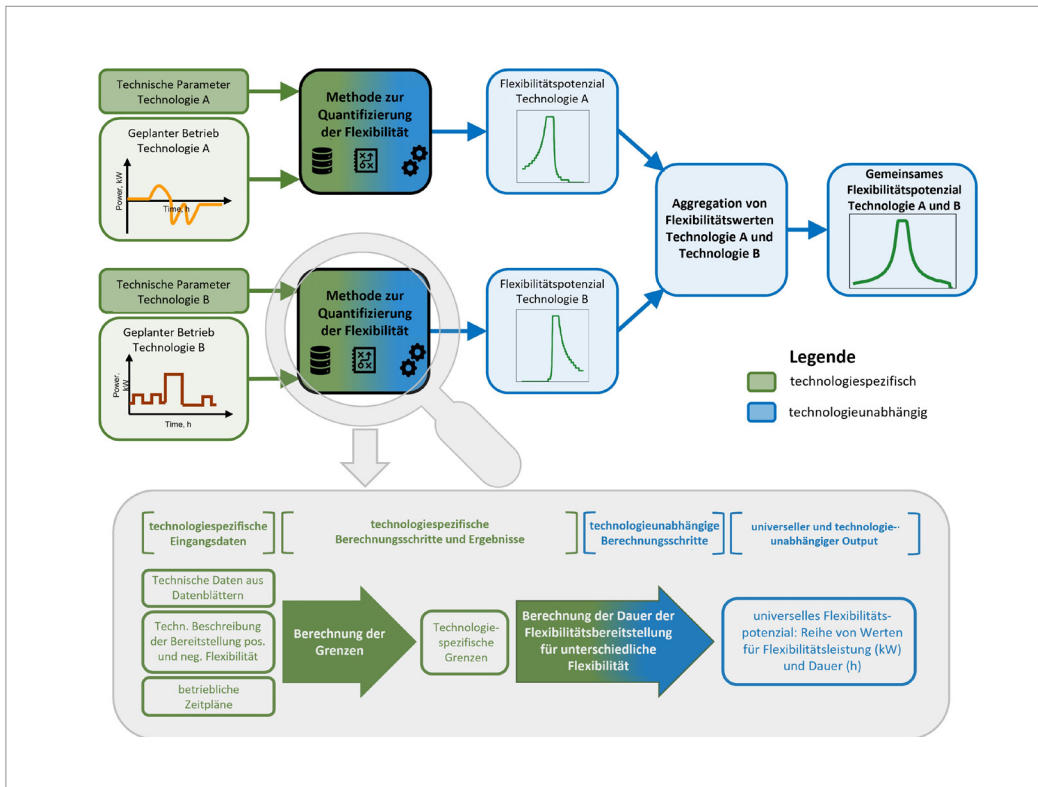 Technische Parameter
Technologie A
Geplanter Betrieb
Technologie A
Power, kW
Time, h
Methode zur
Quantifizierung
der Flexibilität
Flexibilitätspotenzial
Technologie A
Technische Parameter
Technologie B
Geplanter Betrieb
Technologie B
Power,
kW
Time, h
Methode zur
Quantifizierung
der Flexibilität
Flexibilitätspotenzial
Technologie B
Aggregation von
Flexibilitätswerten
Technologie A und
Technologie B
Gemeinsames
Flexibilitätspotenzial
Technologie A und B
Legende
technologiespezifisch
technologieunabhängig
technologiespezifische
Eingangsdaten
technologiespezifische
Berechnungsschritte und Ergebnisse
technologieunabhängige
Berechnungsschritte
universeller und technologie-
unabhängiger Output
Technische Daten aus
Datenblättern
Techn. Beschreibung
der Bereitstellung pos.
und neg. Flexibilität
betriebliche
Zeitpläne
Berechnung der
Grenzen
Technologie-
spezifische
Grenzen
Berechnung der Dauer der
Flexibilitätsbereitstellung
für unterschiedliche
Flexibilität
universelles Flexibilitäts-
potenzial: Reihe von Werten
für Flexibilitätsleistung (kW)
und Dauer (h)